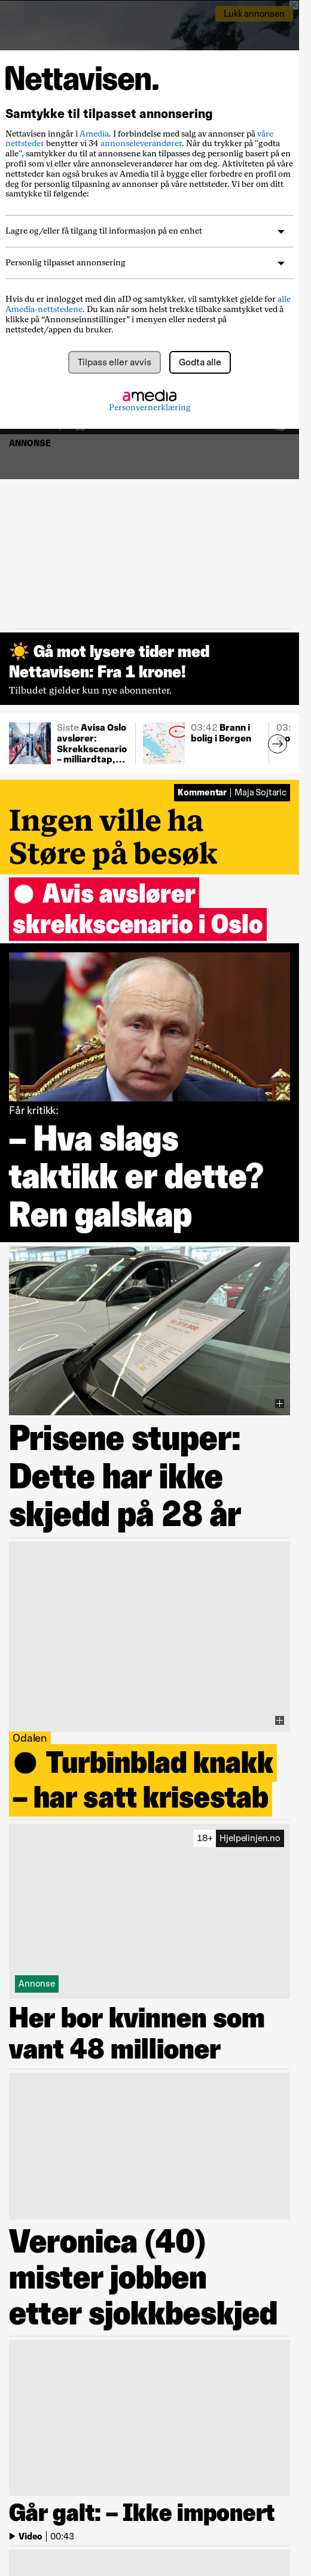 Lukk annonsen
Nettavisen.
Samtykke til tilpasset annonsering
Nettavisen inngår i Amedia. I forbindelse med salg av annonser på våre
nettsteder benytter vi 34 annonseleverandører. Når du trykker på "godta
alle", samtykker du til at annonsene kan tilpasses deg personlig basert på en
profil som vi eller våre annonseleverandører har om deg. Aktiviteten på våre
nettsteder kan også brukes av Amedia til å bygge eller forbedre en profil om
deg for personlig tilpasning av annonser på våre nettsteder. Vi ber om ditt
samtykke til følgende:
Lagre og/eller få tilgang til informasjon på en enhet
Personlig tilpasset annonsering
Hvis du er innlogget med din aID og samtykker, vil samtykket gjelde for alle
Amedia-nettstedene. Du kan når som helst trekke tilbake samtykket ved å
klikke på “Annonseinnstillinger” i menyen eller nederst på
nettstedet/appen du bruker.
Tilpass eller avvis
Godta alle
amedia
Personvernerklæring
ANNONSE
☀️ Gå mot lysere tider med
Nettavisen: Fra 1 krone!
Tilbudet gjelder kun nye abonnenter.
Siste Avisa Oslo
avslører:
Skrekkscenario
– milliardtap,…
03:42 Brann i
bolig i Bergen
Kommentar | Maja Sojtaric
Ingen ville ha
Støre på besøk
Avis avslører
skrekkscenario i Oslo
Får kritikk:
– Hva slags
taktikk er dette?
Ren galskap
Prisene stuper:
Dette har ikke
skjedd på 28 år
Odalen
Turbinblad knakk
– har satt krisestab
18+ Hjelpelinjen.no
Annonse
Her bor kvinnen som
vant 48 millioner
Veronica (40)
mister jobben
etter sjokkbeskjed
Går galt: – Ikke imponert
Video | 00:43